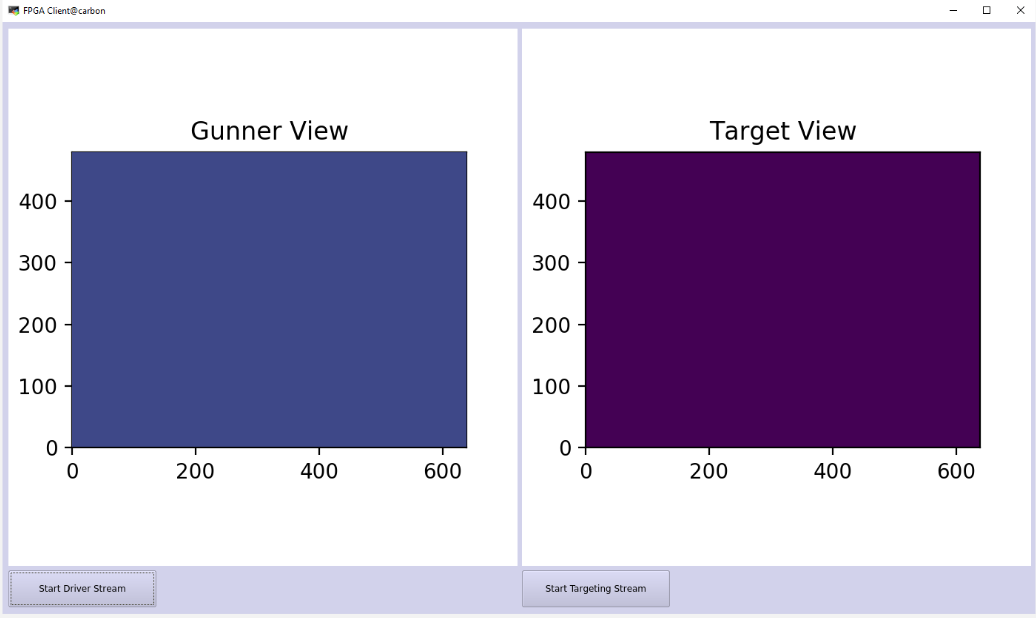 FPGA Client@carbon
Gunner View
400
300
200
100
0
0 200 400 600
Target View
400
300
200
100
0
0 200 400 600
Start Driver Stream
Start Targeting Stream